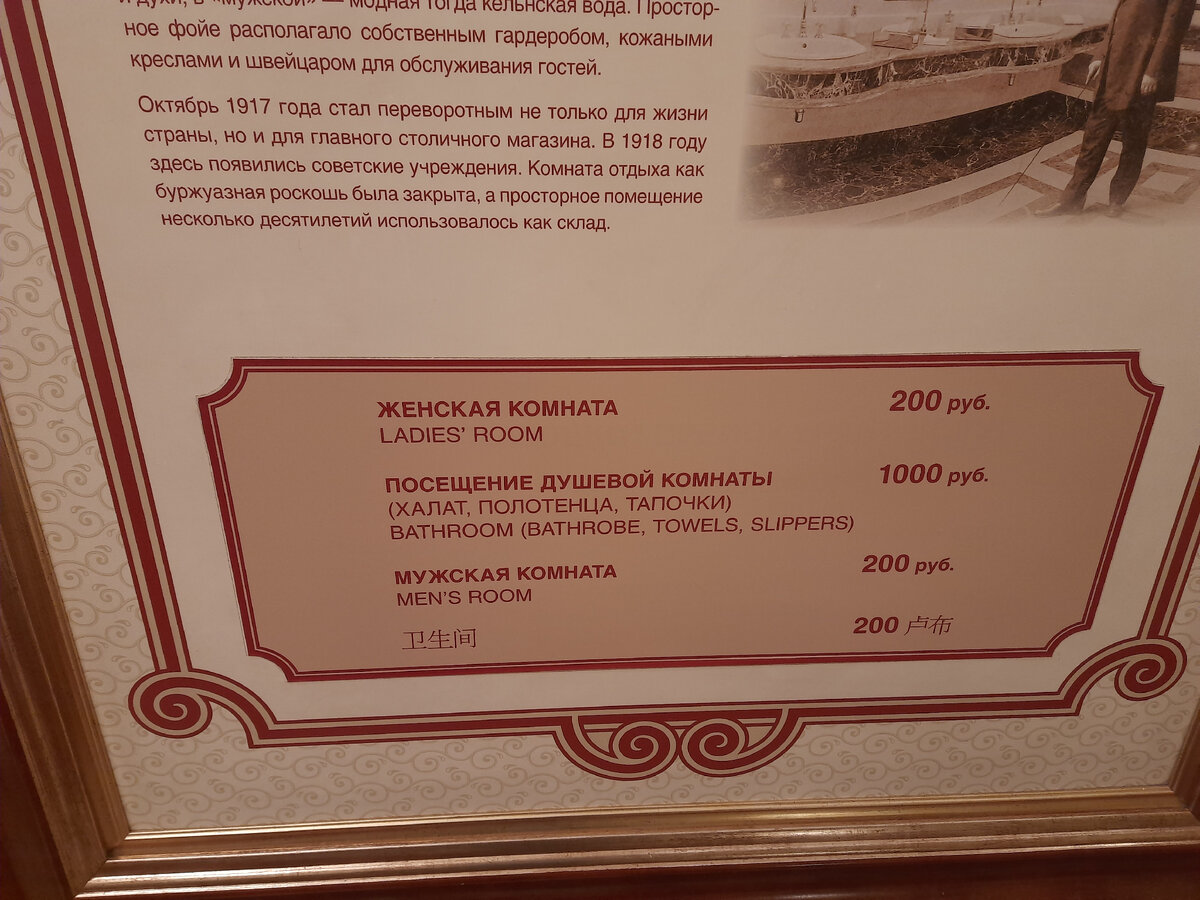 и духи, в «мужской» — модная тогда кельнская вода. Простор-
ное фойе располагало собственным гардеробом, кожаными
креслами и швейцаром для обслуживания гостей.
Октябрь 1917 года стал переворотным не только для жизни
страны, но и для главного столичного магазина. В 1918 году
здесь появились советские учреждения. Комната отдыха как
буржуазная роскошь была закрыта, а просторное помещение
несколько десятилетий использовалось как склад.
ЖЕНСКАЯ КОМНАТА 200 руб.
LADIES' ROOM
ПОСЕЩЕНИЕ ДУШЕВОЙ КОМНАТЫ 1000 руб.
(ХАЛАТ, ПОЛОТЕНЦА, ТАПОЧКИ)
BATHROOM (BATHROBE, TOWELS, SLIPPERS)
МУЖСКАЯ КОМНАТА 200 руб.
MEN'S ROOM
卫生间 200 卢布